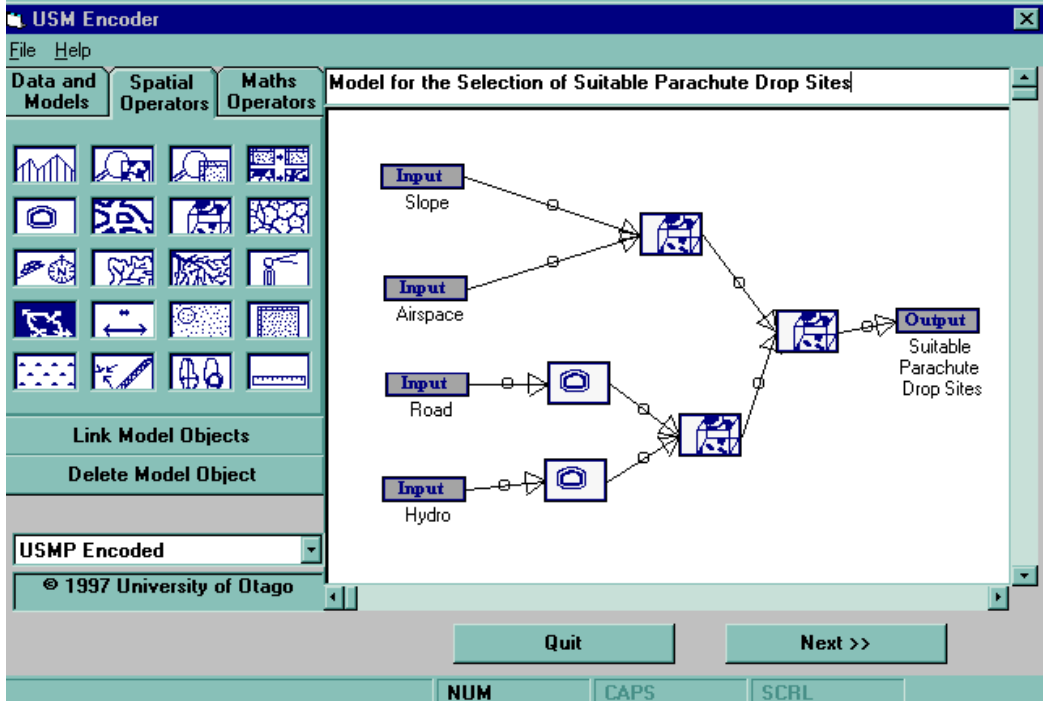 USM Encoder
File Help
Data and
Models
Spatial
Operators
Maths
Operators
Model for the Selection of Suitable Parachute Drop Sites
Input
Slope
Input
Airspace
Input
Road
Input
Hydro
Output
Suitable
Parachute
Drop Sites
N
Link Model Objects
Delete Model Object
USMP Encoded
© 1997 University of Otago
Quit
Next >>
NUM
CAPS
SCRL